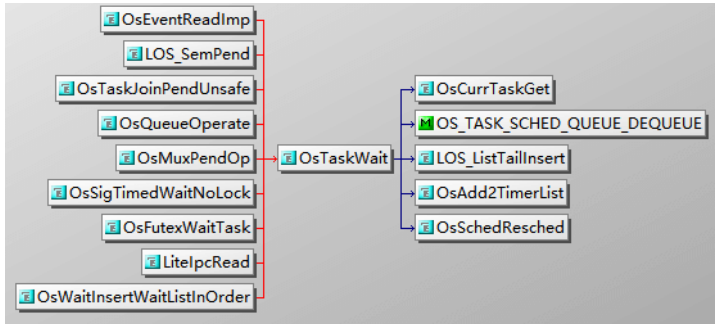 OsEventReadImp
LOS_SemPend
OsTaskJoinPendUnsafe
OsQueueOperate
OsMuxPendOp
OsSigTimedWaitNoLock
OsFutexWaitTask
LiteIpcRead
OsWaitInsertWaitListInOrder
OsTaskWait
OsCurrTaskGet
M OS_TASK_SCHED_QUEUE_DEQUEUE
LOS_ListTailInsert
OsAdd2TimerList
OsSchedResched